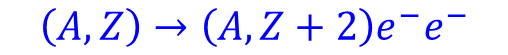 (A, Z) → (A, Z + 2)e⁻e⁻